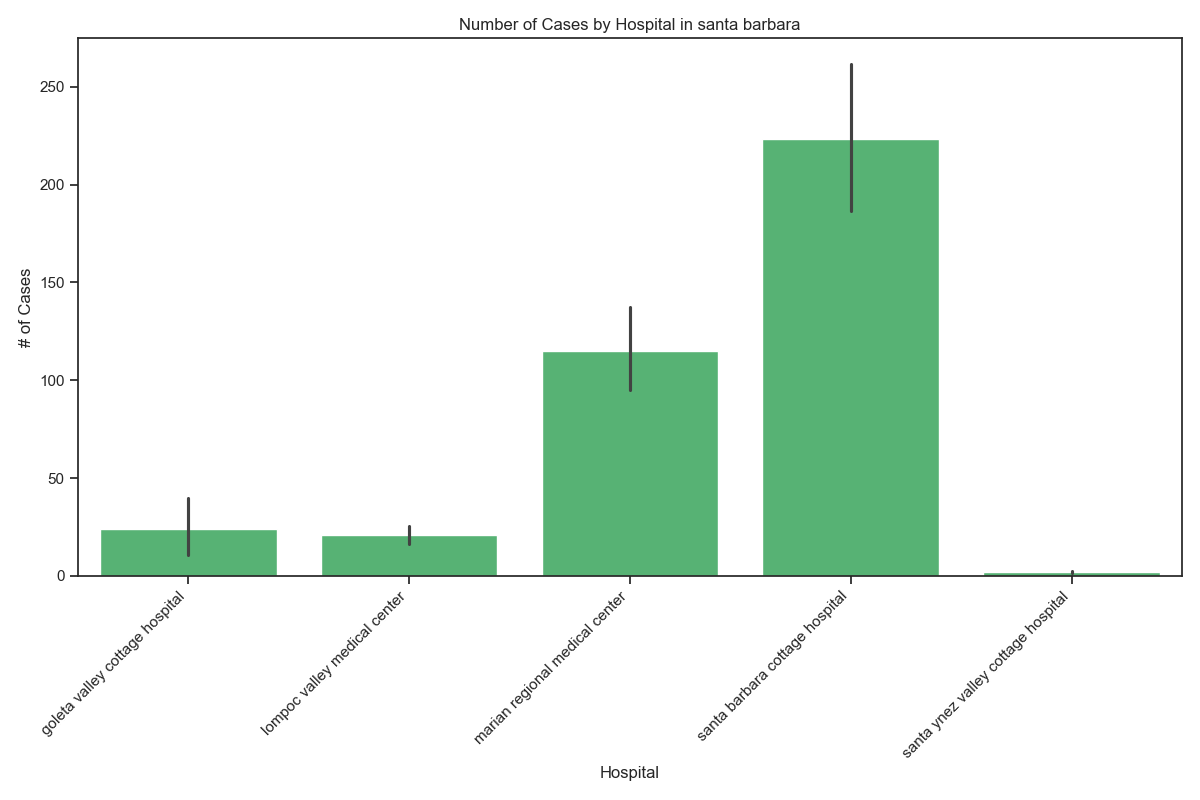 Number of Cases by Hospital in santa barbara
# of Cases
250
200
150
100
50
0
goleta valley cottage hospital
lompoc valley medical center
marian regional medical center
santa barbara cottage hospital
santa ynez valley cottage hospital
Hospital